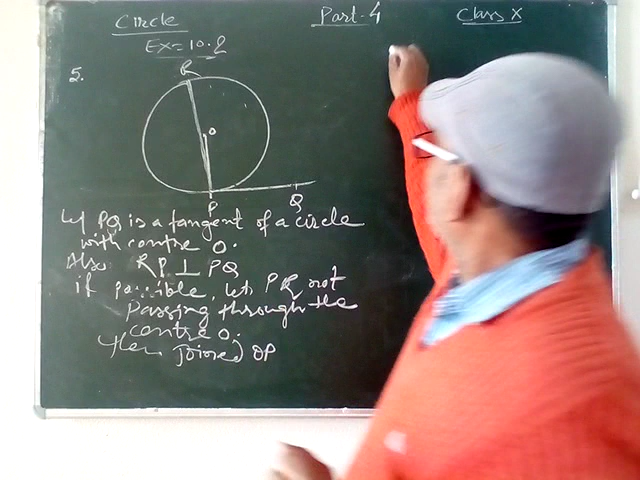 Circle Part-4 Class X
Ex=10.2
5.
R
O
P Q
Let PQ is a tangent of a circle
with centre O.
Also RP ⊥ PQ
if possible, let PR not
passing through the
centre O.
then joined OP